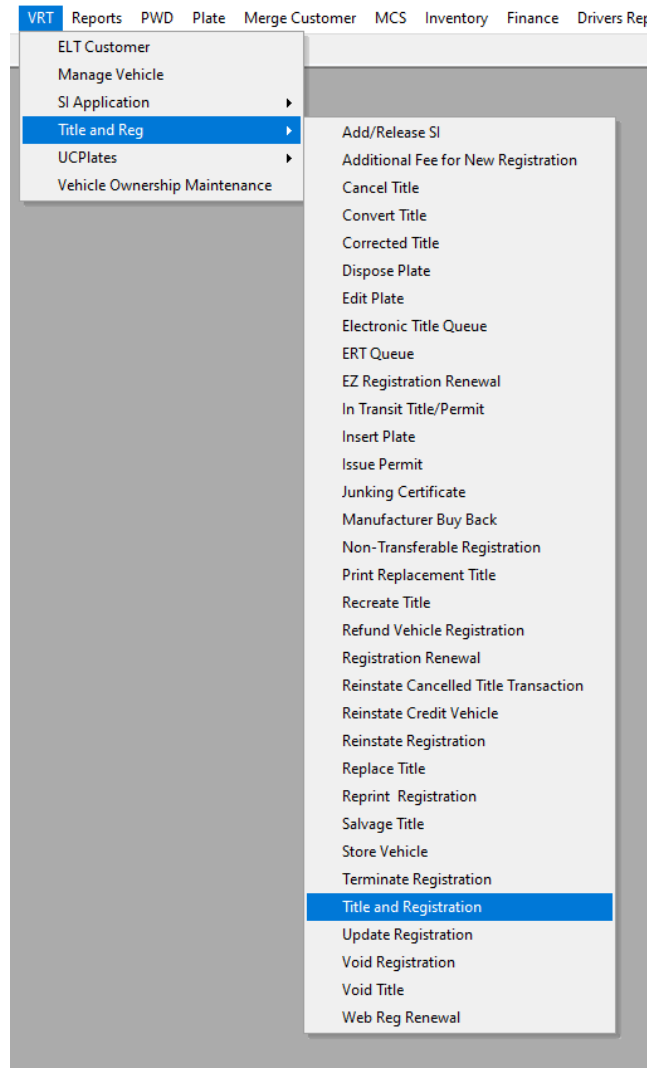 VRT Reports PWD Plate Merge Customer MCS Inventory Finance Drivers
ELT Customer
Manage Vehicle
SI Application
Title and Reg
UCPlates
Vehicle Ownership Maintenance
Add/Release SI
Additional Fee for New Registration
Cancel Title
Convert Title
Corrected Title
Dispose Plate
Edit Plate
Electronic Title Queue
ERT Queue
EZ Registration Renewal
In Transit Title/Permit
Insert Plate
Issue Permit
Junking Certificate
Manufacturer Buy Back
Non-Transferable Registration
Print Replacement Title
Recreate Title
Refund Vehicle Registration
Registration Renewal
Reinstate Cancelled Title Transaction
Reinstate Credit Vehicle
Reinstate Registration
Replace Title
Reprint Registration
Salvage Title
Store Vehicle
Terminate Registration
Title and Registration
Update Registration
Void Registration
Void Title
Web Reg Renewal